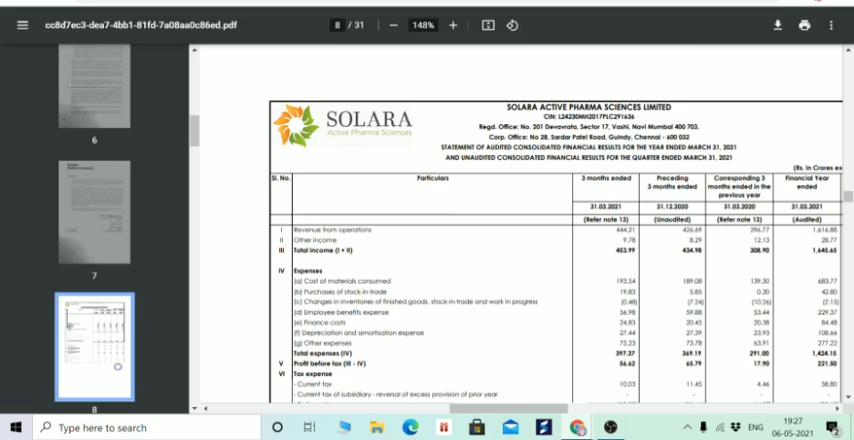 cc8d7ec3-dea7-4bb1-81fd-7a08aa0c86ed.pdf 8 / 31 148%
6
7
8
SOLARA
Active Pharma Sciences
SOLARA ACTIVE PHARMA SCIENCES LIMITED
CIN: L24230MH2017PLC291636
Regd. Office: No. 201 Devavrata, Sector 17, Vashi, Navi Mumbai 400 703.
Corp. Office: No 28, Sardar Patel Road, Guindy, Chennai - 600 032
STATEMENT OF AUDITED CONSOLIDATED FINANCIAL RESULTS FOR THE YEAR ENDED MARCH 31, 2021
AND UNAUDITED CONSOLIDATED FINANCIAL RESULTS FOR THE QUARTER ENDED MARCH 31, 2021
(Rs. in Crores ex
Sl. No. Particulars 3 months ended Preceding 3 months ended Corresponding 3 months ended in the previous year Financial Year ended
31.03.2021 31.12.2020 31.03.2020 31.03.2021
(Refer note 13) (Unaudited) (Refer note 13) (Audited)
I Revenue from operations 444.21 426.69 296.77 1,616.88
II Other income 9.78 8.29 12.13 28.77
III Total income (I + II) 453.99 434.98 308.90 1,645.65
IV Expenses
(a) Cost of materials consumed 193.54 189.08 139.30 683.77
(b) Purchases of stock-in-trade 19.83 5.85 0.30 42.80
(c) Changes in inventories of finished goods, stock-in-trade and work in progress (0.48) (7.24) (10.26) (2.15)
(d) Employee benefits expense 56.98 59.88 53.44 229.37
(e) Finance costs 24.83 20.45 20.38 84.48
(f) Depreciation and amortisation expense 27.44 27.39 23.93 108.66
(g) Other expenses 75.23 73.78 63.91 277.22
Total expenses (IV) 397.37 369.19 291.00 1,424.15
V Profit before tax (III - IV) 56.62 65.79 17.90 221.50
VI Tax expense
- Current tax 10.03 11.45 4.46 38.80
- Current tax of subsidiary - reversal of excess provision of prior year - - - -
Type here to search
ENG
19:27
06-05-2021
2